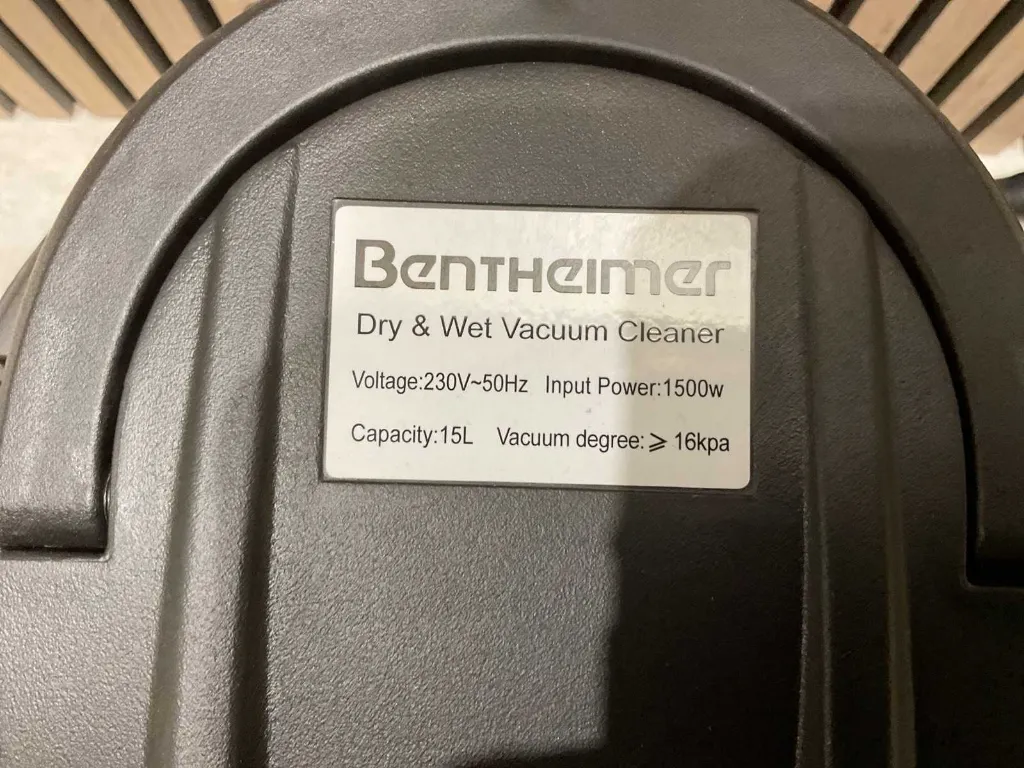 Bentheimer
Dry & Wet Vacuum Cleaner
Voltage:230V~50Hz Input Power:1500w
Capacity:15L Vacuum degree:⩾ 16kpa